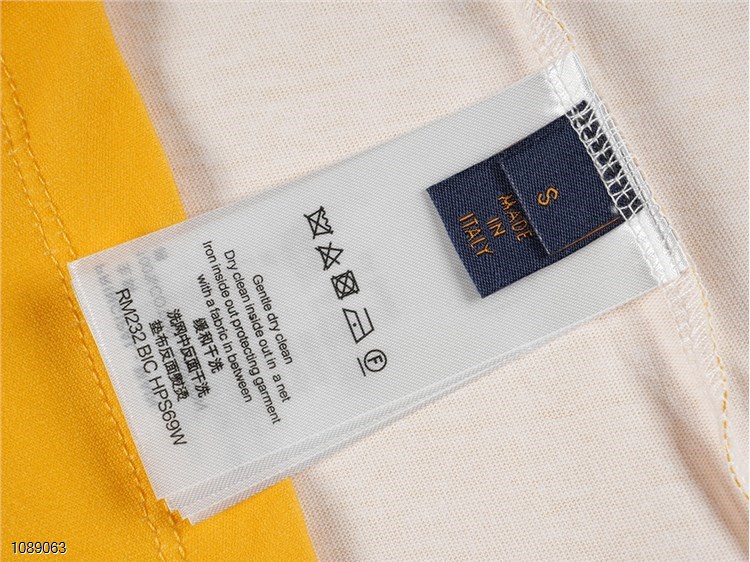 S
MADE
IN
ITALY
Gentle dry clean
Dry clean inside out in a net
Iron inside out protecting garment
with a fabric in between
缓和干洗
洗网中反面干洗
垫布反面熨烫
RM232 BIC HPS69W
1089063